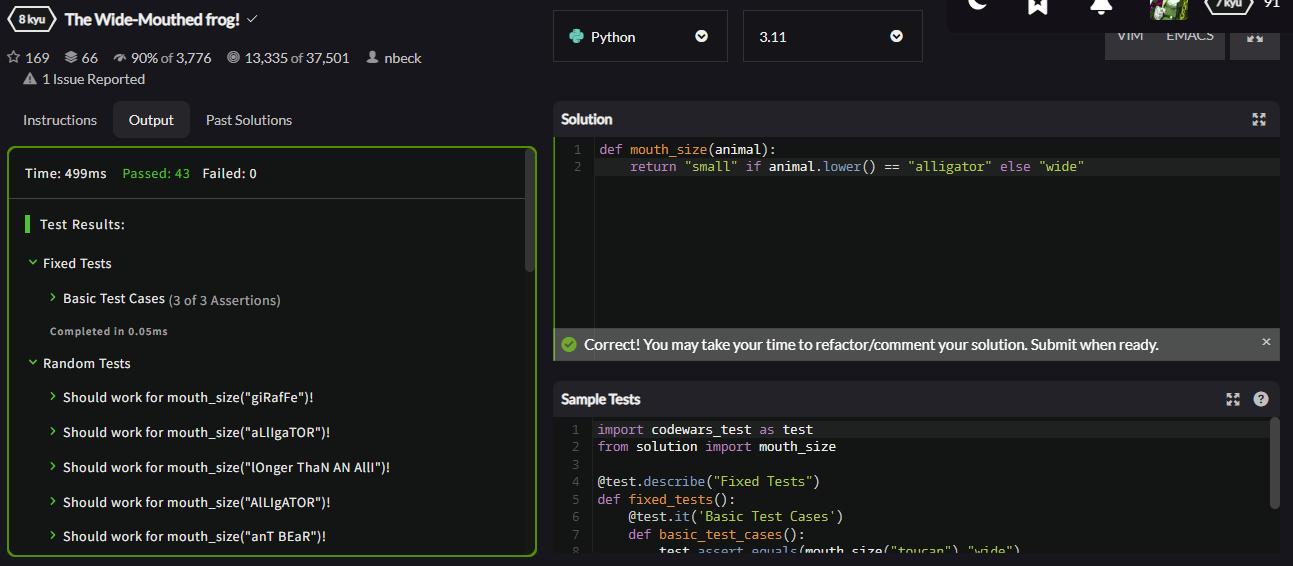 8 kyu The Wide-Mouthed frog!
169 66 90% of 3,776 13,335 of 37,501 nbeck
1 Issue Reported
Instructions Output Past Solutions
Time: 499ms Passed: 43 Failed: 0
Test Results:
Fixed Tests
Basic Test Cases (3 of 3 Assertions)
Completed in 0.05ms
Random Tests
Should work for mouth_size("giRafFe")!
Should work for mouth_size("aLlIgaTOR")!
Should work for mouth_size("lOnger ThaN AN AllI")!
Should work for mouth_size("AlLIgATOR")!
Should work for mouth_size("anT BEaR")!
Python 3.11
7 kyu 91
VIM EMACS
Solution
1 def mouth_size(animal):
2 return "small" if animal.lower() == "alligator" else "wide"
Correct! You may take your time to refactor/comment your solution. Submit when ready. ×
Sample Tests ?
1 import codewars_test as test
2 from solution import mouth_size
3
4 @test.describe("Fixed Tests")
5 def fixed_tests():
6 @test.it('Basic Test Cases')
7 def basic_test_cases():
8 test.assert_equals(mouth_size("toucan"),"wide")